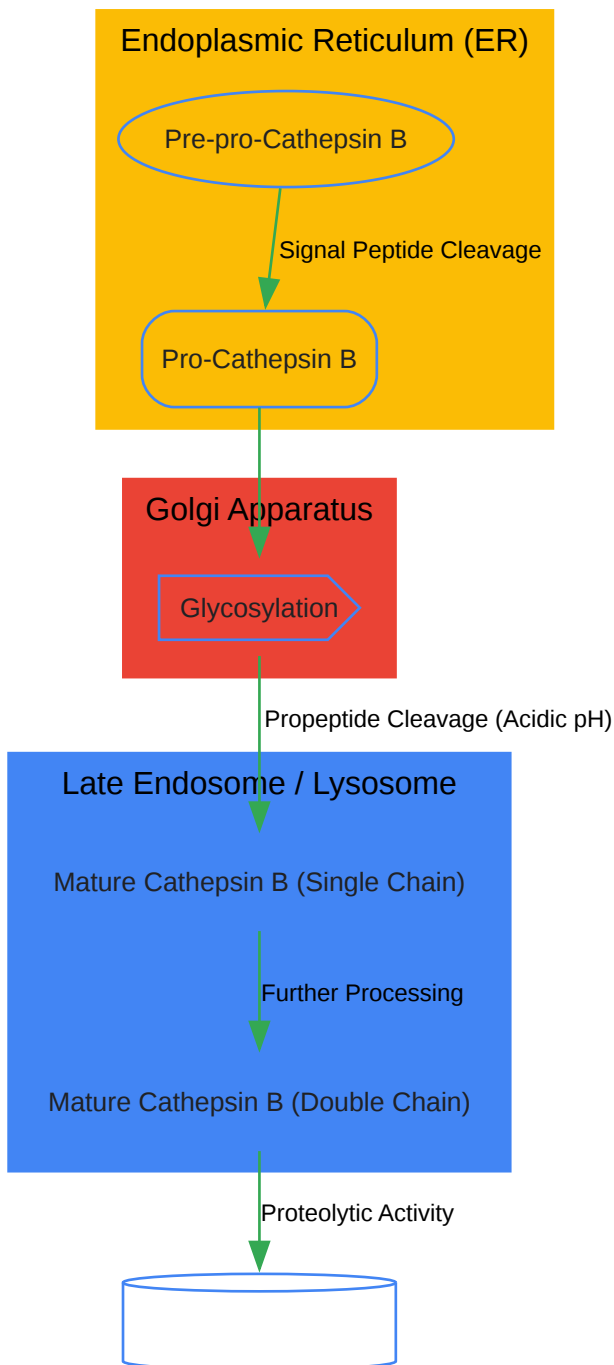 Endoplasmic Reticulum (ER)
Pre-pro-Cathepsin B
Signal Peptide Cleavage
Pro-Cathepsin B
Golgi Apparatus
Glycosylation
Propeptide Cleavage (Acidic pH)
Late Endosome / Lysosome
Mature Cathepsin B (Single Chain)
Further Processing
Mature Cathepsin B (Double Chain)
Proteolytic Activity